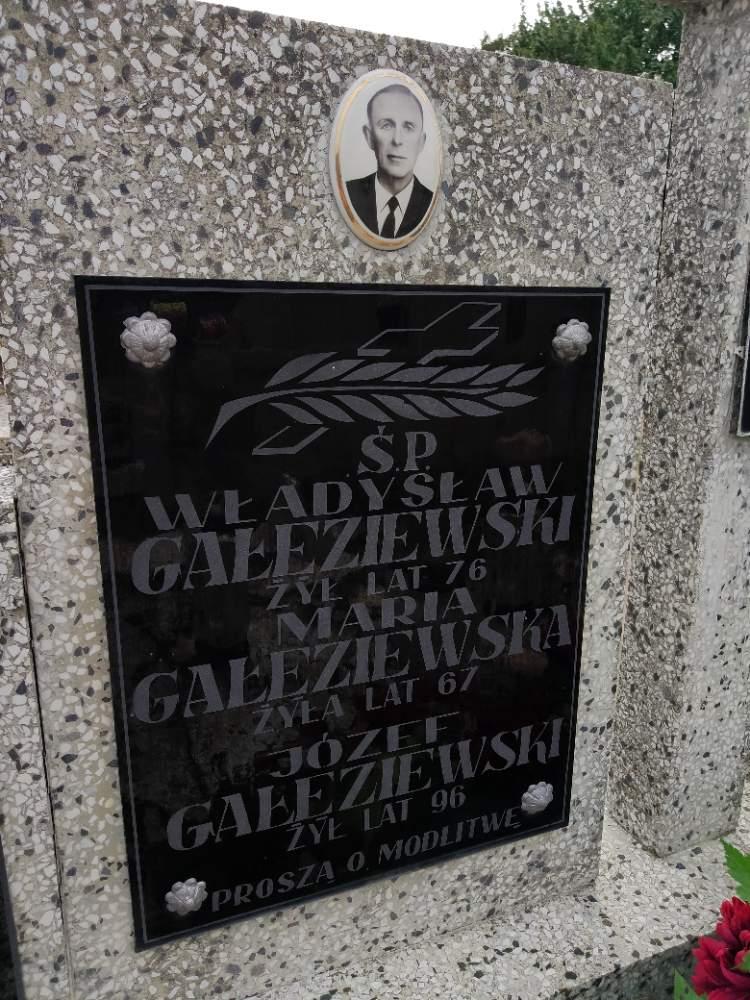 Ś.P.
WŁADYSŁAW
GAŁĘZIEWSKI
ŻYŁ LAT 76
MARIA
GAŁĘZIEWSKA
ŻYŁA LAT 67
JÓZEF
GAŁĘZIEWSKI
ŻYŁ LAT 96
PROSZĄ O MODLITWĘ